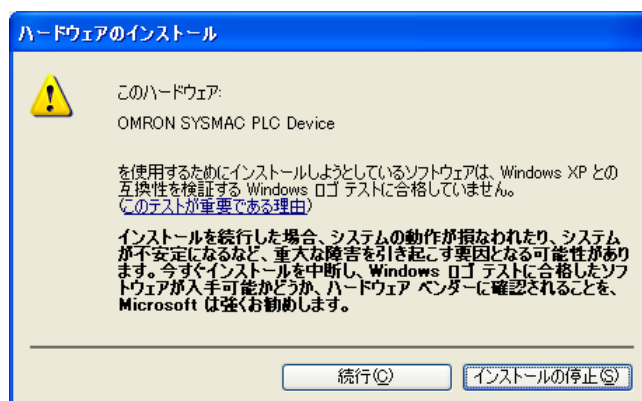 ハードウェアのインストール
このハードウェア:
OMRON SYSMAC PLC Device
を使用するためにインストールしようとしているソフトウェアは、Windows XP との
互換性を検証する Windows ロゴ テストに合格していません。
(このテストが重要である理由)
インストールを続行した場合、システムの動作が損なわれたり、システム
が不安定になるなど、重大な障害を引き起こす要因となる可能性があり
ます。今すぐインストールを中断し、Windows ロゴ テストに合格したソフ
トウェアが入手可能かどうか、ハードウェア ベンダーに確認されることを、
Microsoft は強くお勧めします。
続行(C) インストールの停止(S)